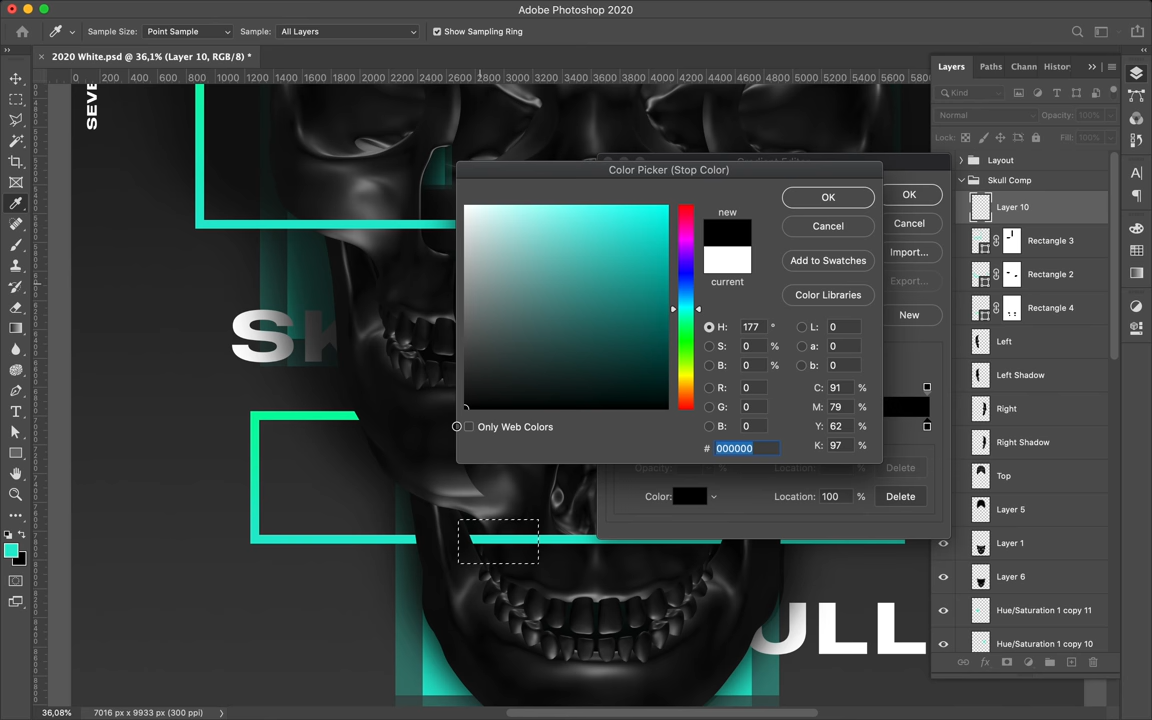 Adobe Photoshop 2020
Sample Size: Point Sample Sample: All Layers Show Sampling Ring
× 2020 White.psd @ 36,1% (Layer 10, RGB/8) *
0 200 400 600 800 1000 1200 1400 1600 1800 2000 2200 2400 2600 2800 3000 3200 3400 3600 3800 4000 4200 4400 4600 4800 5000 5200 5400 5600 580
SEVE
SK
ULL
Color Picker (Stop Color)
new
current
OK
Cancel
Add to Swatches
Color Libraries
H: 177 °
S: 0 %
B: 0 %
R: 0
G: 0
B: 0
# 000000
L: 0
a: 0
b: 0
C: 91 %
M: 79 %
Y: 62 %
K: 97 %
Only Web Colors
Gradient Editor
OK
Cancel
Import...
Export...
New
Opacity: % Location: % Delete
Color: Location: 100 % Delete
Layers Paths Chann Histor
Kind
Normal Opacity: 100%
Lock: Fill: 100%
Layout
Skull Comp
Layer 10
Rectangle 3
Rectangle 2
Rectangle 4
Left
Left Shadow
Right
Right Shadow
Top
Layer 5
Layer 1
Layer 6
Hue/Saturation 1 copy 11
Hue/Saturation 1 copy 10
fx
36,08% 7016 px x 9933 px (300 ppi)